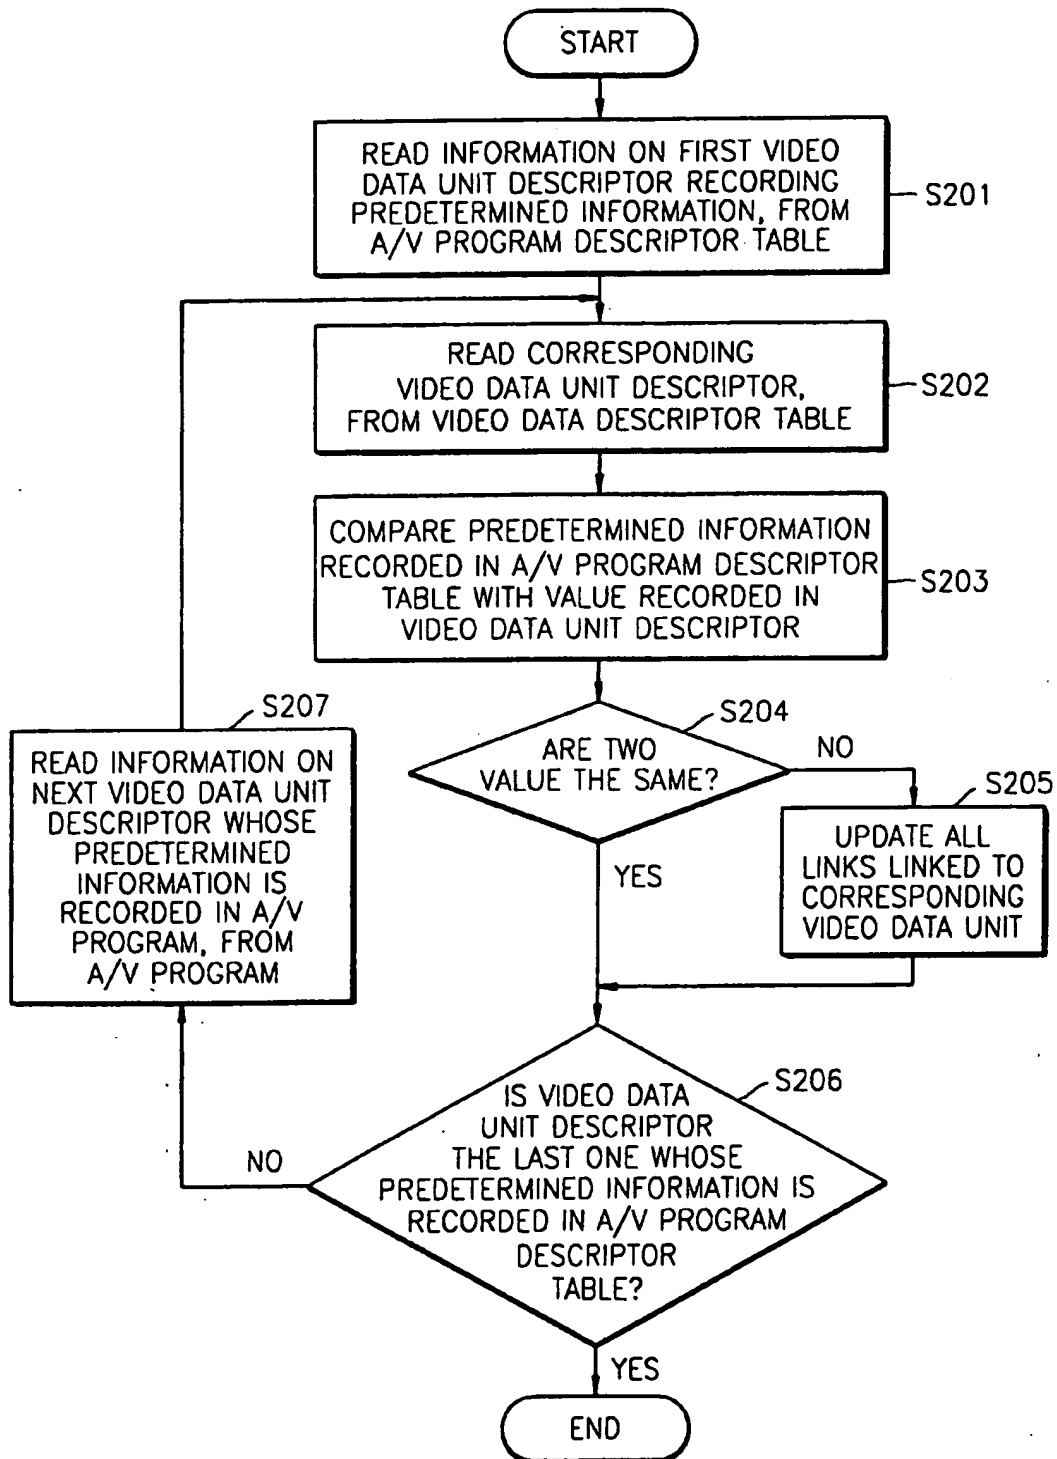 START
READ INFORMATION ON FIRST VIDEO
DATA UNIT DESCRIPTOR RECORDING
PREDETERMINED INFORMATION, FROM
A/V PROGRAM DESCRIPTOR TABLE
S201
READ CORRESPONDING
VIDEO DATA UNIT DESCRIPTOR,
FROM VIDEO DATA DESCRIPTOR TABLE
S202
COMPARE PREDETERMINED INFORMATION
RECORDED IN A/V PROGRAM DESCRIPTOR
TABLE WITH VALUE RECORDED IN
VIDEO DATA UNIT DESCRIPTOR
S203
S204
ARE TWO
VALUE THE SAME?
NO
YES
S205
UPDATE ALL
LINKS LINKED TO
CORRESPONDING
VIDEO DATA UNIT
S207
READ INFORMATION ON
NEXT VIDEO DATA UNIT
DESCRIPTOR WHOSE
PREDETERMINED
INFORMATION IS
RECORDED IN A/V
PROGRAM, FROM
A/V PROGRAM
S206
IS VIDEO DATA
UNIT DESCRIPTOR
THE LAST ONE WHOSE
PREDETERMINED INFORMATION IS
RECORDED IN A/V PROGRAM
DESCRIPTOR
TABLE?
NO
YES
END